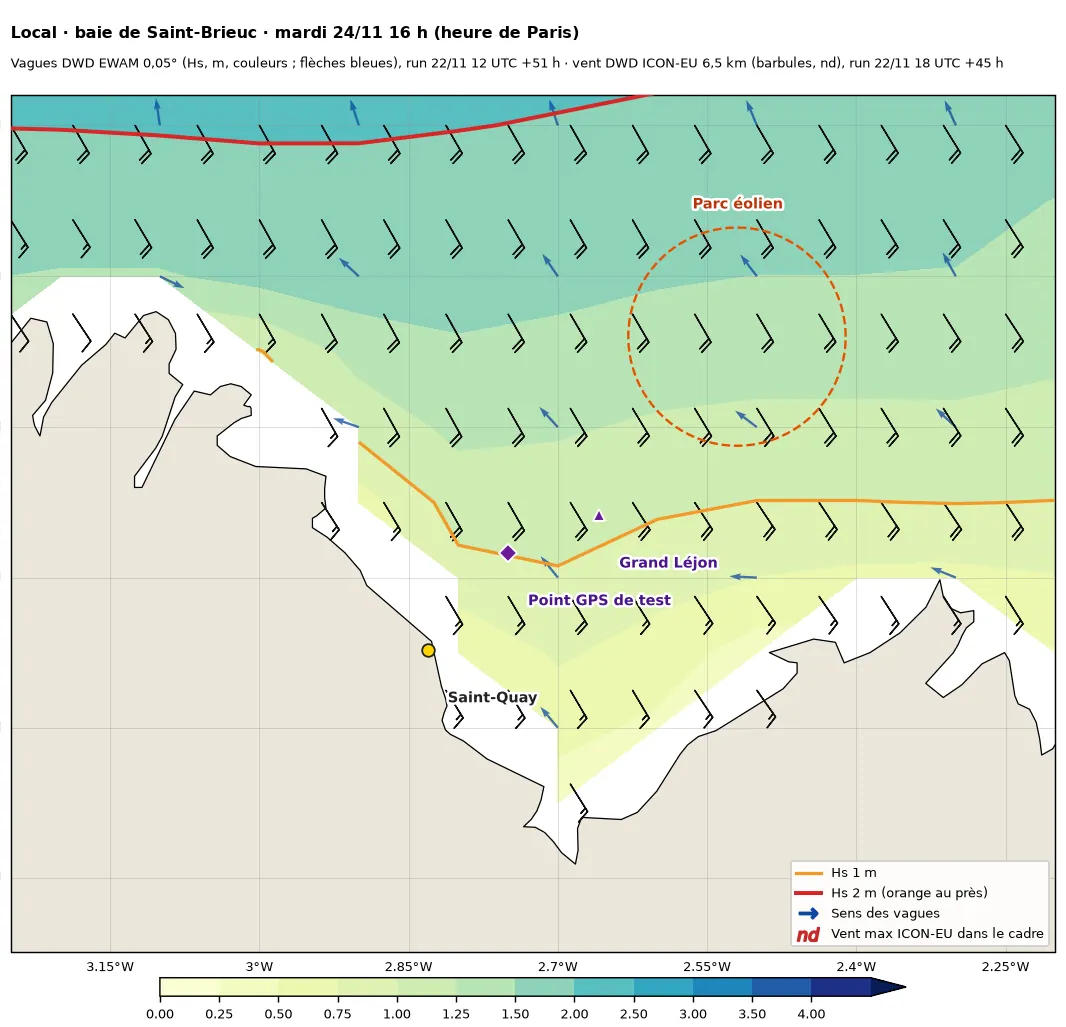 Local · baie de Saint-Brieuc · mardi 24/11 16 h (heure de Paris)
Vagues DWD EWAM 0,05° (Hs, m, couleurs ; flèches bleues), run 22/11 12 UTC +51 h · vent DWD ICON-EU 6,5 km (barbules, nd), run 22/11 18 UTC +45 h
Parc éolien
Grand Léjon
Point GPS de test
Saint-Quay
Hs 1 m
Hs 2 m (orange au près)
Sens des vagues
nd Vent max ICON-EU dans le cadre
3.15°W 3°W 2.85°W 2.7°W 2.55°W 2.4°W 2.25°W
0.00 0.25 0.50 0.75 1.00 1.25 1.50 2.00 2.50 3.00 3.50 4.00